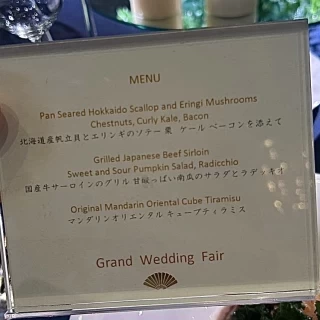 MENU
Pan Seared Hokkaido Scallop and Eringi Mushrooms
Chestnuts, Curly Kale, Bacon
北海道産帆立貝とエリンギのソテー 栗 ケール ベーコンを添えて
Grilled Japanese Beef Sirloin
Sweet and Sour Pumpkin Salad, Radicchio
国産牛サーロインのグリル 甘酸っぱい南瓜のサラダとラディッキオ
Original Mandarin Oriental Cube Tiramisu
マンダリンオリエンタル キューブティラミス
Grand Wedding Fair